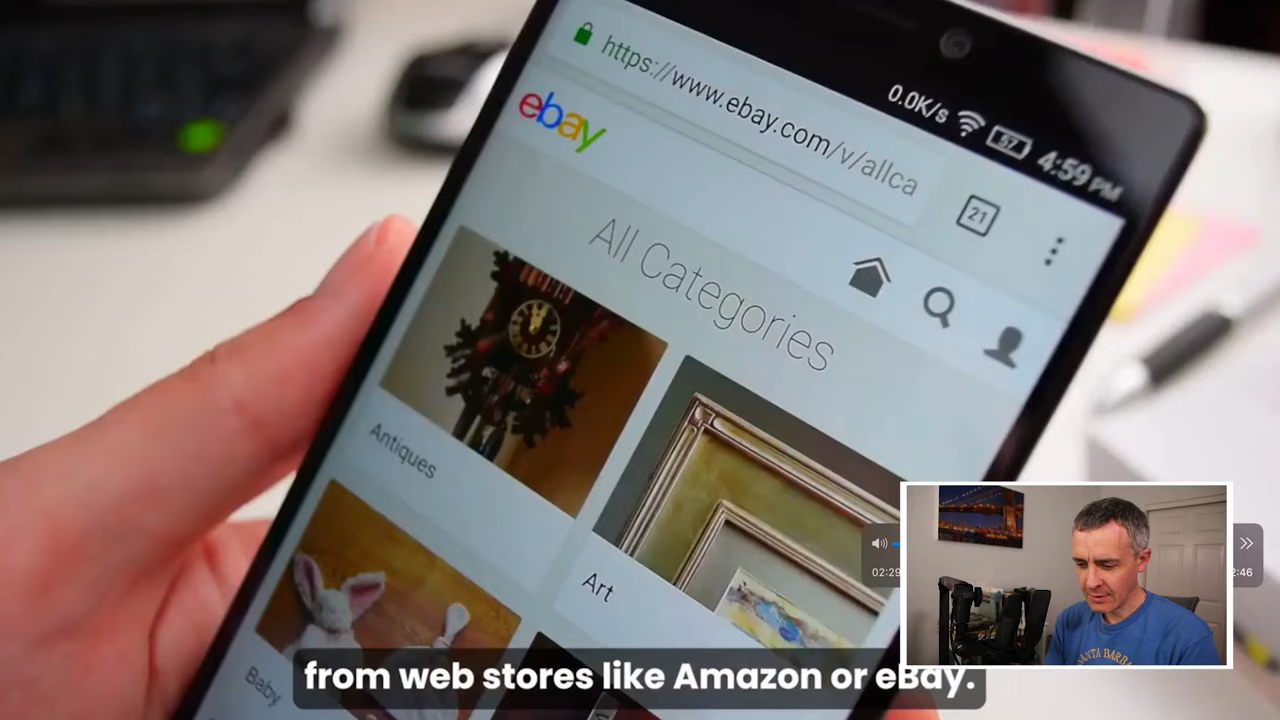 0.0K/s 57 4:59 PM
https://www.ebay.com/v/allca
21
ebay
All Categories
Antiques
Art
Baby
from web stores like Amazon or eBay.
02:29
2:46